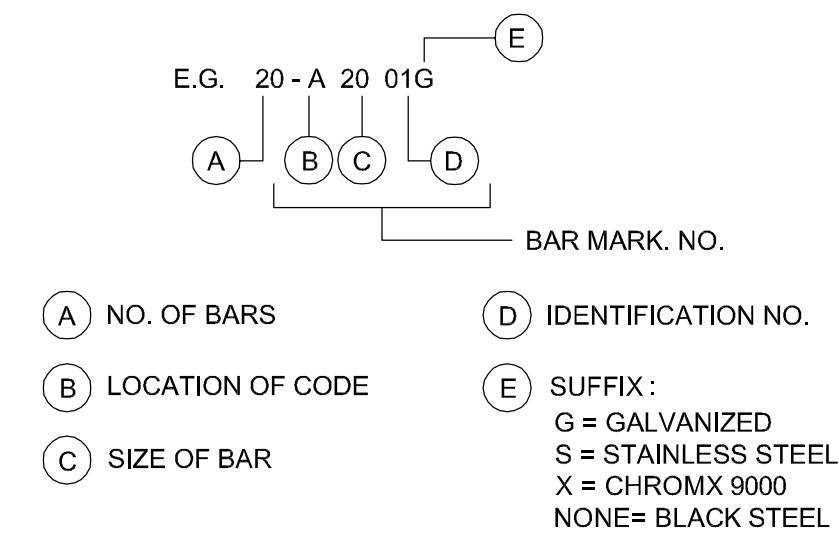 E
E.G. 20 - A 20 01G
A B C D
BAR MARK. NO.
A NO. OF BARS
B LOCATION OF CODE
C SIZE OF BAR
D IDENTIFICATION NO.
E SUFFIX :
G = GALVANIZED
S = STAINLESS STEEL
X = CHROMX 9000
NONE= BLACK STEEL